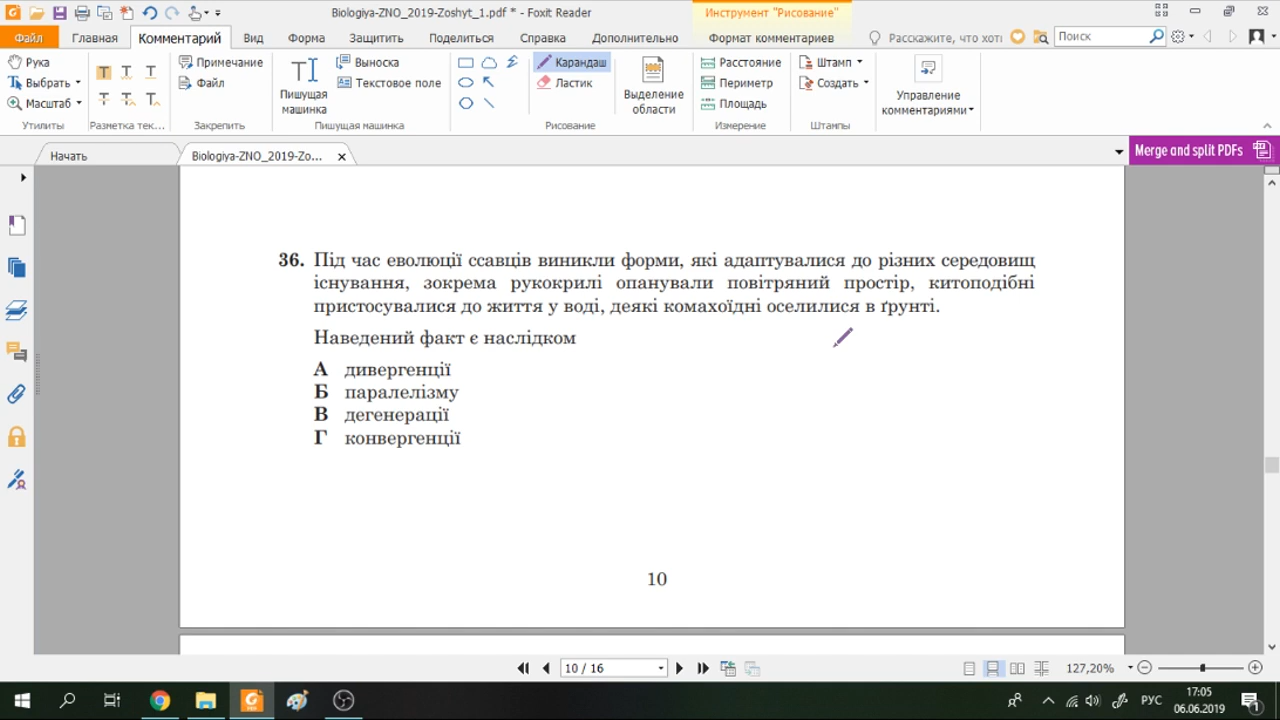 Biologiya-ZNO_2019-Zoshyt_1.pdf * - Foxit Reader
Инструмент "Рисование"
Файл
Главная
Комментарий
Вид
Форма
Защитить
Поделиться
Справка
Дополнительно
Формат комментариев
Расскажите, что хоті
Поиск
Рука
Выбрать
Масштаб
Утилиты
Разметка тек...
Примечание
Файл
Закрепить
Пишущая
машинка
Выноска
Текстовое поле
Пишущая машинка
Карандаш
Ластик
Рисование
Выделение
области
Расстояние
Периметр
Площадь
Измерение
Штамп
Создать
Штампы
Управление
комментариями
Начать
Biologiya-ZNO_2019-Zo...
Merge and split PDFs
36. Під час еволюції ссавців виникли форми, які адаптувалися до різних середовищ
існування, зокрема рукокрилі опанували повітряний простір, китоподібні
пристосувалися до життя у воді, деякі комахоїдні оселилися в ґрунті.
Наведений факт є наслідком
А дивергенції
Б паралелізму
В дегенерації
Г конвергенції
10
10 / 16
127,20%
РУС
17:05
06.06.2019
1